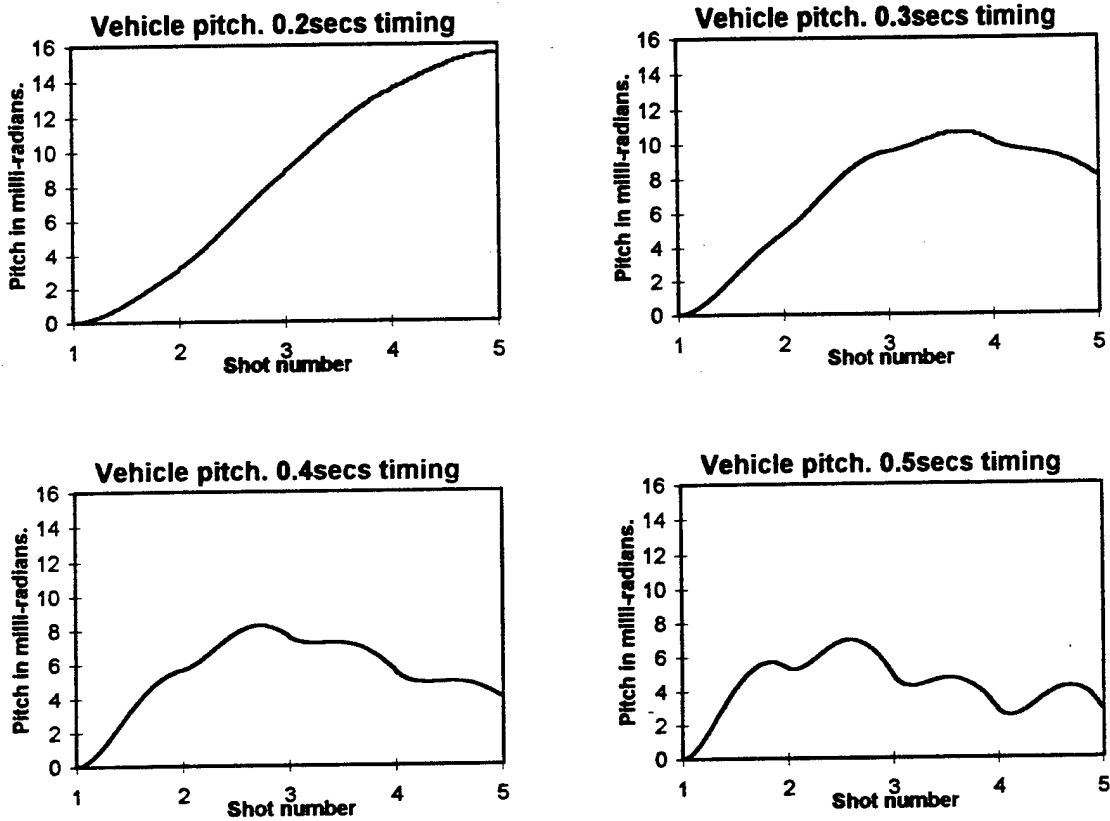 Vehicle pitch. 0.2secs timing
Pitch in milli-radians.
16
14
12
10
8
6
4
2
0
1 2 3 4 5
Shot number
Vehicle pitch. 0.3secs timing
Pitch in milli-radians.
16
14
12
10
8
6
4
2
0
1 2 3 4 5
Shot number
Vehicle pitch. 0.4secs timing
Pitch in milli-radians.
16
14
12
10
8
6
4
2
0
1 2 3 4 5
Shot number
Vehicle pitch. 0.5secs timing
Pitch in milli-radians.
16
14
12
10
8
6
4
2
0
1 2 3 4 5
Shot number